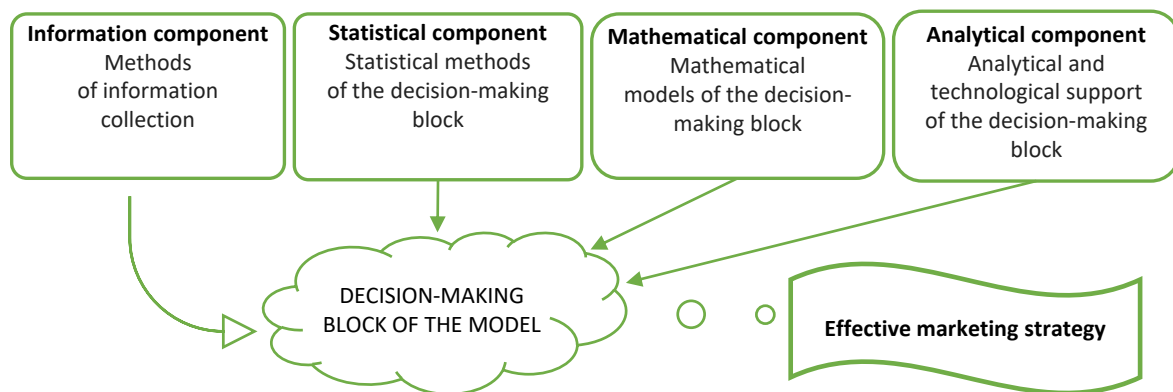 Information component
Methods
of information
collection
Statistical component
Statistical methods
of the decision-making
block
Mathematical component
Mathematical
models of the decision-
making block
Analytical component
Analytical and
technological support
of the decision-making
block
DECISION-MAKING
BLOCK OF THE MODEL
Effective marketing strategy